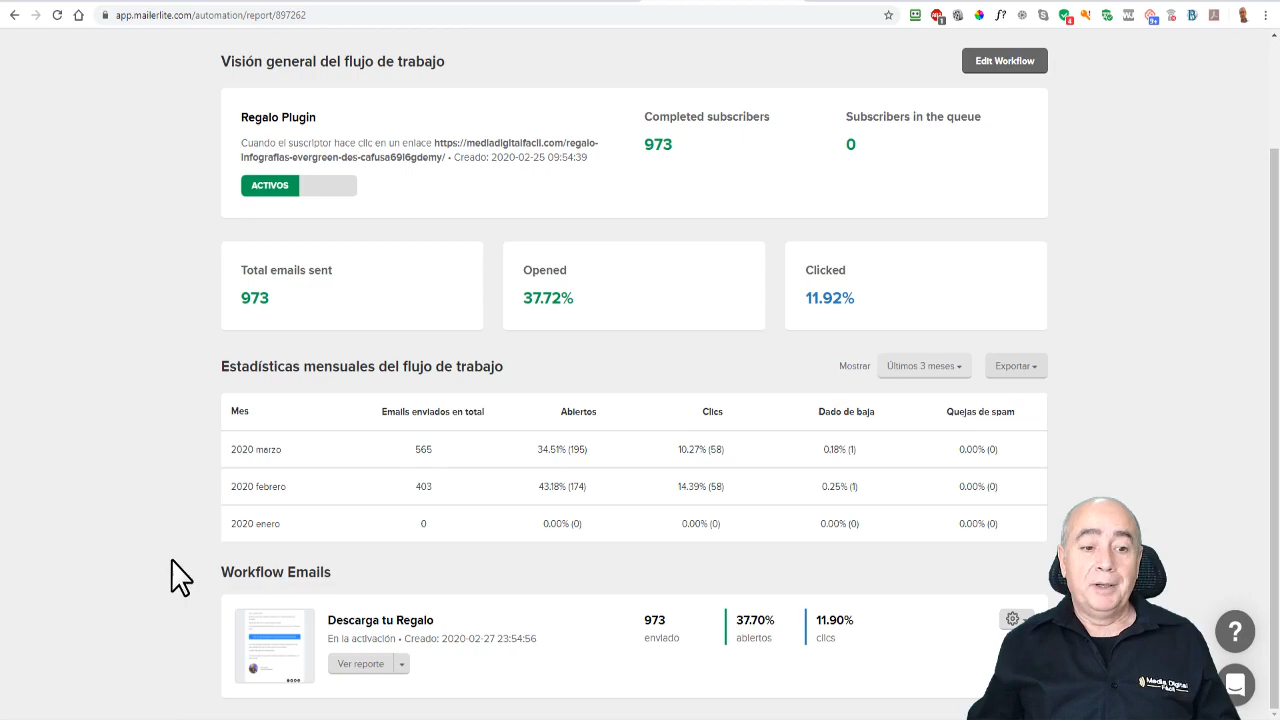 app.mailerlite.com/automation/report/397262
Visión general del flujo de trabajo
Edit Workflow
Regalo Plugin
Completed subscribers
Subscribers in the queue
Cuando el suscriptor hace clic en un enlace https://mediadigitalfacil.com/regalo-
infografias-evergreen-des-cafusa69i6gdemy/ • Creado: 2020-02-25 09:54:39
973
0
ACTIVOS
Total emails sent
Opened
Clicked
973
37.72%
11.92%
Estadísticas mensuales del flujo de trabajo
Mostrar
Últimos 3 meses
Exportar
Mes Emails enviados en total Abiertos Clics Dado de baja Quejas de spam
2020 marzo 565 34.51% (195) 10.27% (58) 0.18% (1) 0.00% (0)
2020 febrero 403 43.18% (174) 14.39% (58) 0.25% (1) 0.00% (0)
2020 enero 0 0.00% (0) 0.00% (0) 0.00% (0) 0.00% (0)
Workflow Emails
Descarga tu Regalo
973 37.70% 11.90%
En la activación • Creado: 2020-02-27 23:54:56
enviado abiertos clics
Ver reporte
Media Digital
Fácil